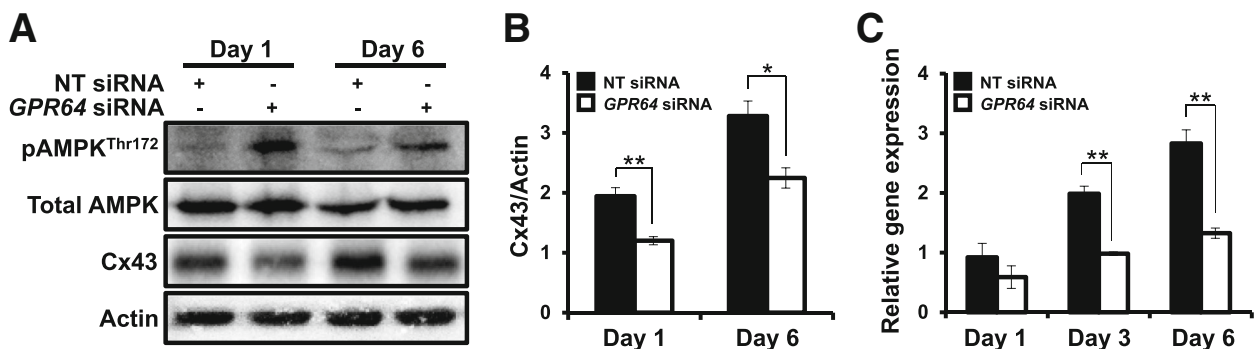 A
Day 1 Day 6
NT siRNA + - + -
GPR64 siRNA - + - +
pAMPKThr172
Total AMPK
Cx43
Actin
B
Cx43/Actin
4
3
2
1
0
NT siRNA
GPR64 siRNA
**
*
Day 1 Day 6
C
Relative gene expression
4
3
2
1
0
NT siRNA
GPR64 siRNA
**
**
Day 1 Day 3 Day 6